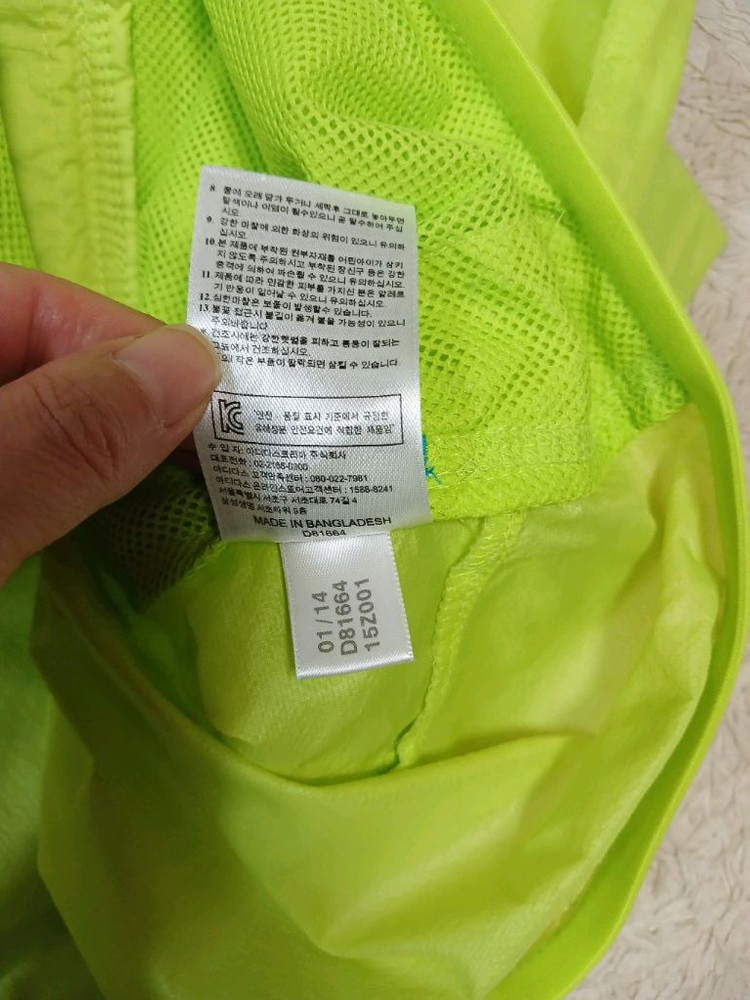 8. 물에 오래 담가 두거나 세탁후 그대로 놓아두면
탈색이나 이염이 될수있으니 곧 탈수하여 주십
시오
9. 강한 마찰에 의한 화상의 위험이 있으니 유의하
십시오
10. 본 제품에 부착된 원부자재를 어린아이가 삼키
지 않도록 주의하시고 부착된 장신구 등은 강한
충격에 의하여 파손될 수 있으니 유의하십시오.
11. 제품에 따라 민감한 피부를 가지신 분은 알레르
기 반응이 일어날 수 있으니 유의하십시오.
12. 심한마찰은 보풀이 발생할수 있습니다.
13. 불꽃 접근시 불길이 옮겨 붙을 가능성이 있으니
주의바랍니다
건조시에는 강한햇볕을 피하고 통풍이 잘되는
그늘에서 건조하십시오.
작은 부품이 탈락되면 삼킬 수 있습니다.
"안전ㆍ품질 표시 기준에서 규정한
유해성분 안전요건에 적합한 제품임"
수 입 자: 아디다스코리아 주식회사
대표전화 : 02-2186-0300
아디다스 고객만족센터 : 080-022-7961
아디다스 온라인스토어고객센터 : 1588-8241
서울특별시 서초구 서초대로 74길 4
삼성생명 서초타워
MADE IN BANGLADESH
D81664
01/14
D81664
15Z001